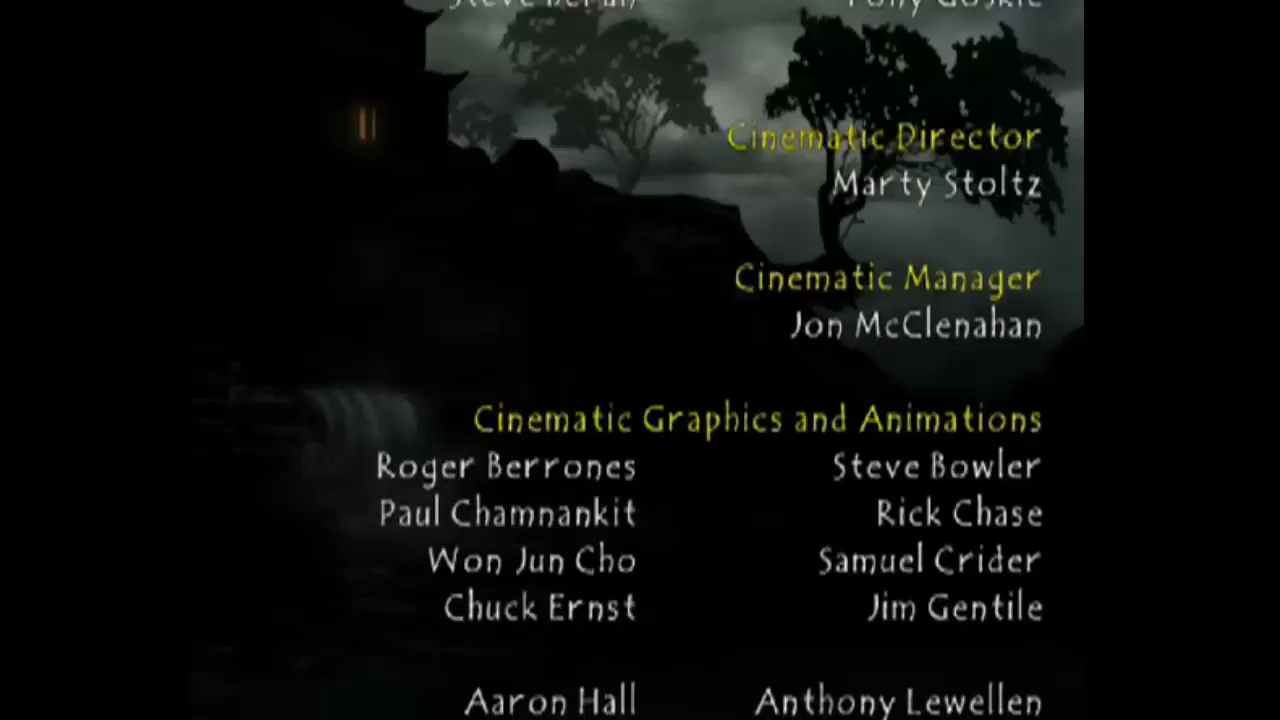 Cinematic Director
Marty Stoltz
Cinematic Manager
Jon McClenahan
Cinematic Graphics and Animations
Roger Berrones Steve Bowler
Paul Chamnankit Rick Chase
Won Jun Cho Samuel Crider
Chuck Ernst Jim Gentile
Aaron Hall Anthony Lewellen